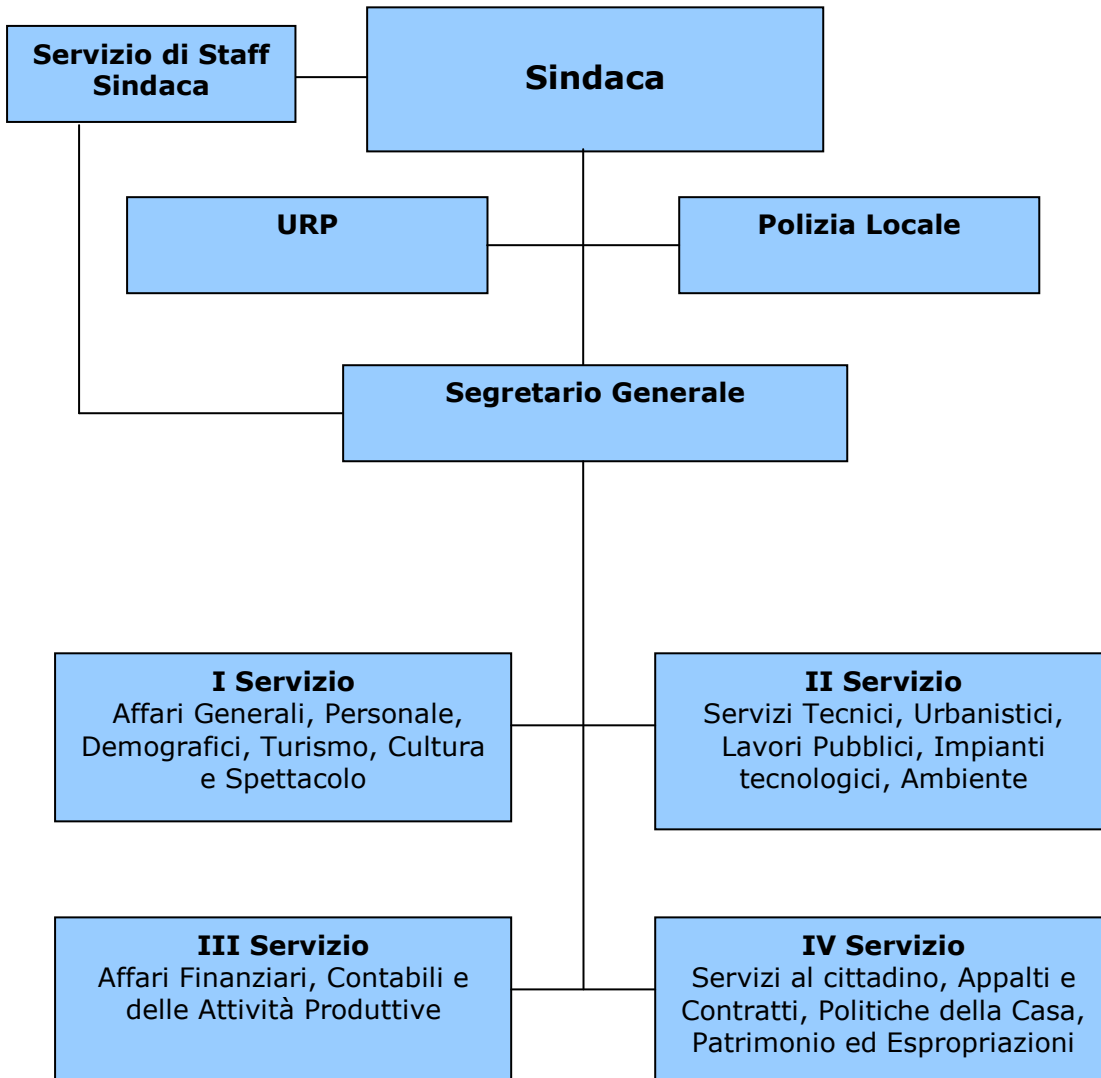 Servizio di Staff
Sindaca
Sindaca
URP
Polizia Locale
Segretario Generale
I Servizio
Affari Generali, Personale,
Demografici, Turismo, Cultura
e Spettacolo
II Servizio
Servizi Tecnici, Urbanistici,
Lavori Pubblici, Impianti
tecnologici, Ambiente
III Servizio
Affari Finanziari, Contabili e
delle Attività Produttive
IV Servizio
Servizi al cittadino, Appalti e
Contratti, Politiche della Casa,
Patrimonio ed Espropriazioni